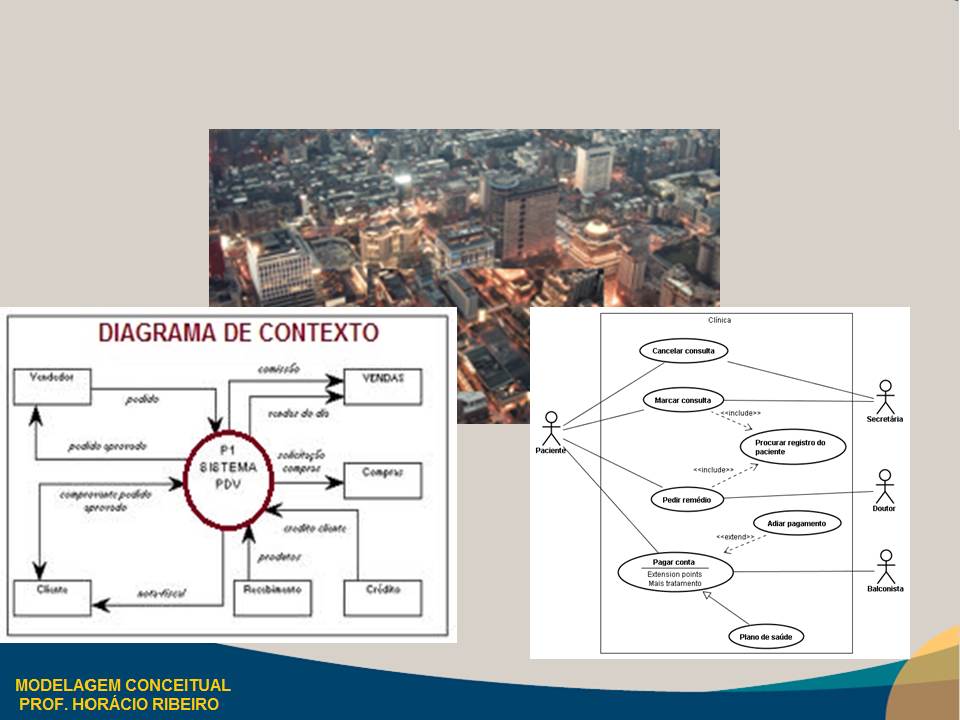 DIAGRAMA DE CONTEXTO
Vendedor
pedido
comissão
VENDAS
vendas do dia
pedido aprovado
P1
SISTEMA
PDV
solicitação
compras
Compras
comprovante pedido
aprovado
credito cliente
produtos
Cliente
nota-fiscal
Recebimento
Crédito
Clínica
Cancelar consulta
Marcar consulta
<<include>>
Secretária
Paciente
Procurar registro do
paciente
<<include>>
Pedir remédio
Doutor
Adiar pagamento
<<extend>>
Pagar conta
Extension points
Mais tratamento
Balconista
Plano de saúde
MODELAGEM CONCEITUAL
PROF. HORÁCIO RIBEIRO